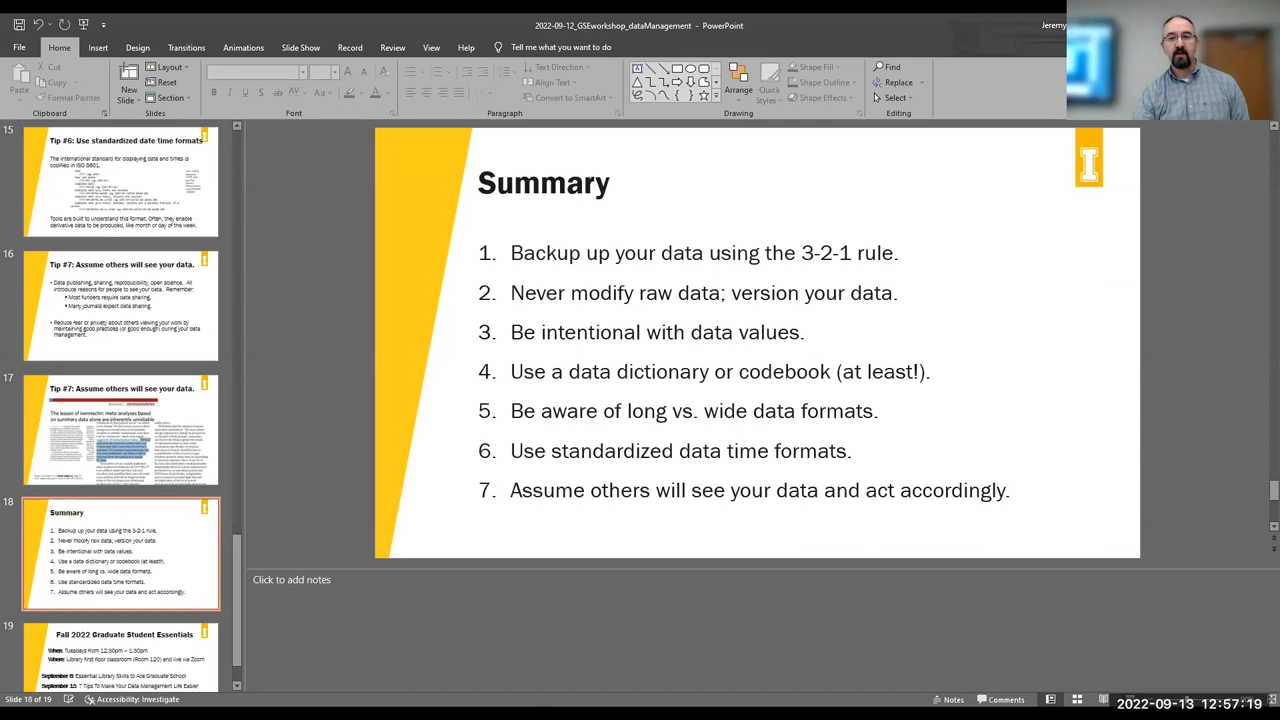 2022-09-12_GSEworkshop_dataManagement - PowerPoint
Jeremy
File Home Insert Design Transitions Animations Slide Show Record Review View Help Tell me what you want to do
Paste
Cut
Copy
Format Painter
Clipboard
New Slide
Layout
Reset
Section
Slides
B I U S ab AV Aa A
Font
Text Direction
Align Text
Convert to SmartArt
Paragraph
Arrange
Quick Styles
Shape Fill
Shape Outline
Shape Effects
Drawing
Find
Replace
Select
Editing
15
Tip #6: Use standardized date time formats
The international standard for displaying data and times is
codified in ISO 8601.
Tools are built to understand this format. Often, they enable
derivative data to be produced, like month or day of the week.
16
Tip #7: Assume others will see your data.
• Data publishing, sharing, reproducibility, open science. All
introduce reasons for people to see your data. Remember:
• Most funders require data sharing.
• Many journals expect data sharing.
• Reduce fear or anxiety about others viewing your work by
maintaining good practices (or good enough) during your data
management.
17
Tip #7: Assume others will see your data.
The lesson of ivermectin: meta-analyses based
on summary data alone are inherently unreliable
18
Summary
1. Backup up your data using the 3-2-1 rule.
2. Never modify raw data; version your data.
3. Be intentional with data values.
4. Use a data dictionary or codebook (at least!).
5. Be aware of long vs. wide data formats.
6. Use standardized data time formats.
7. Assume others will see your data and act accordingly.
19
Fall 2022 Graduate Student Essentials
When: Tuesdays from 12:30pm – 1:30pm
Where: Library first floor classroom (Room 120) and live via Zoom
September 6: Essential Library Skills to Ace Graduate School
September 13: 7 Tips To Make Your Data Management Life Easier
I
Summary
1. Backup up your data using the 3-2-1 rule.
2. Never modify raw data; version your data.
3. Be intentional with data values.
4. Use a data dictionary or codebook (at least!).
5. Be aware of long vs. wide data formats.
6. Use standardized data time formats.
7. Assume others will see your data and act accordingly.
Click to add notes
Slide 18 of 19
Accessibility: Investigate
Notes
Comments
2022-09-13 12:57:19